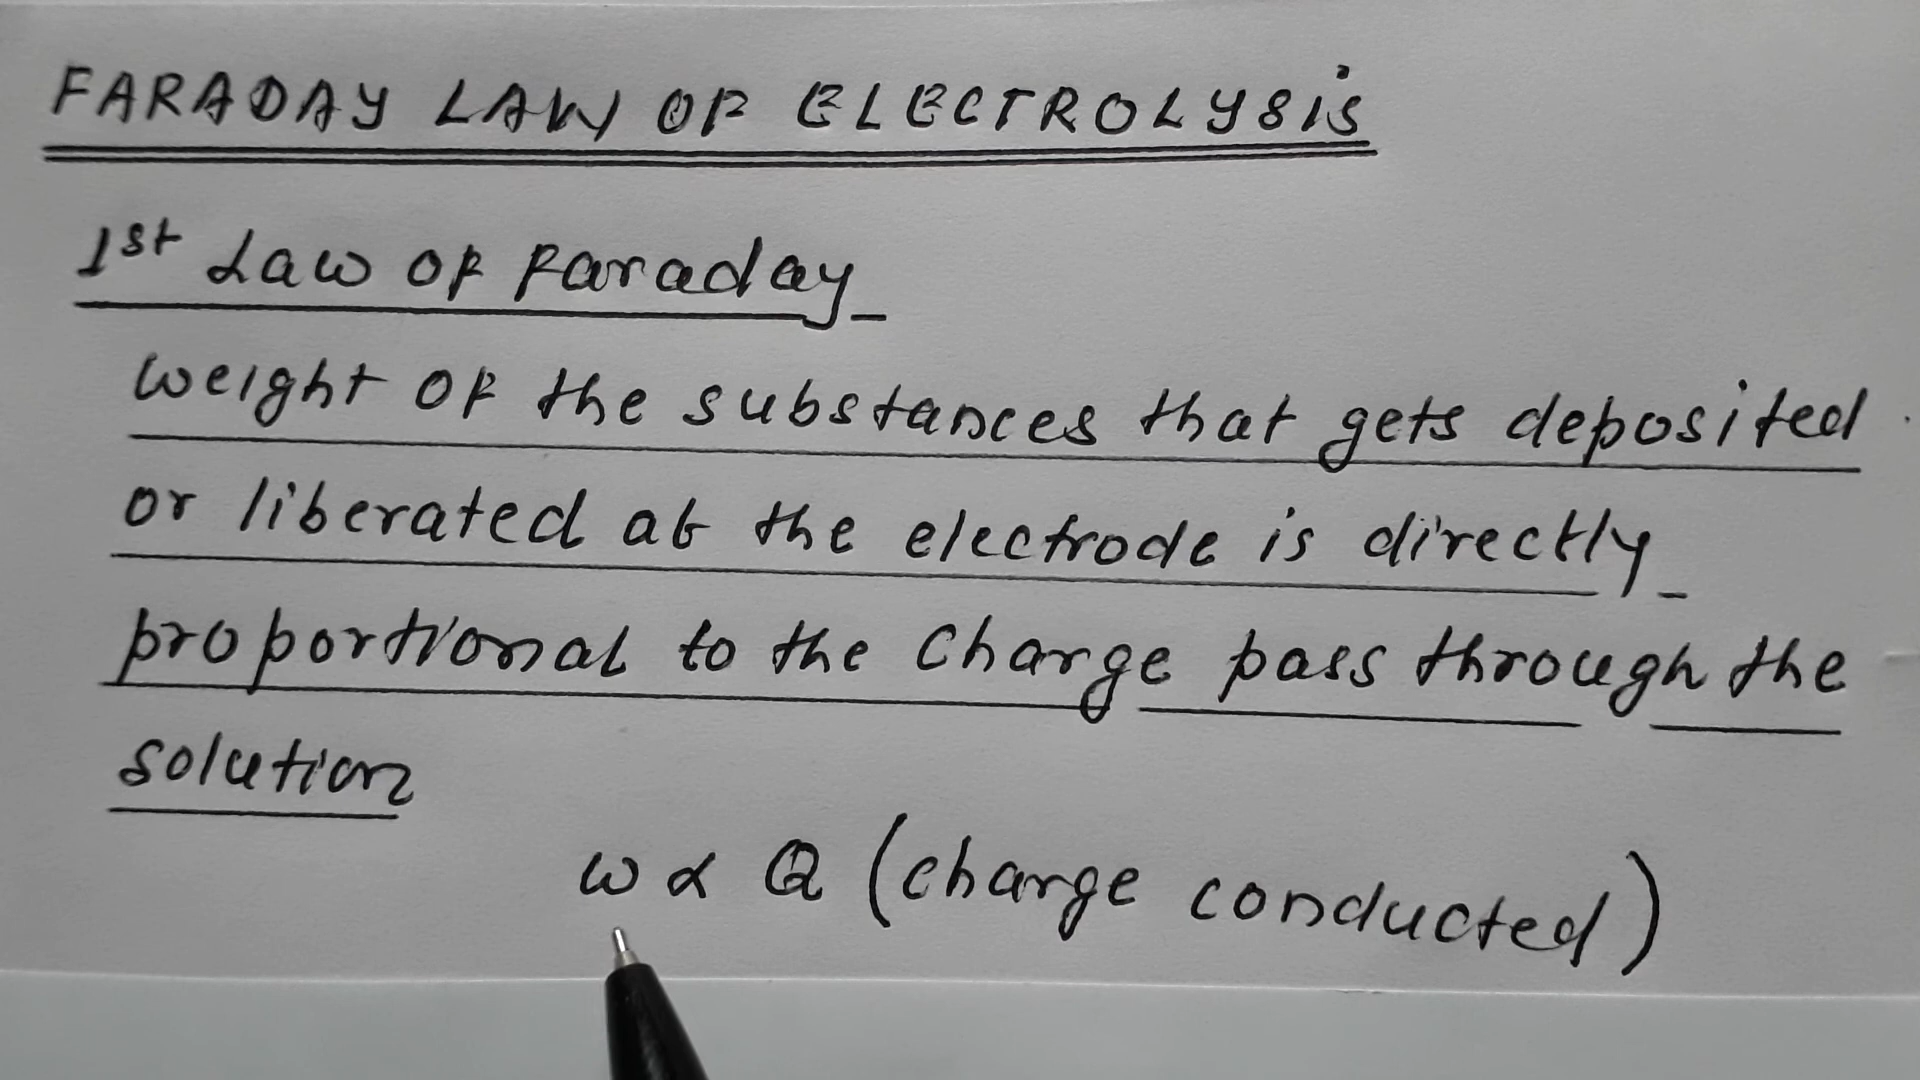 FARADAY LAW OF ELECTROLYSiS
1st Law of Faraday
weight of the substances that gets deposited
or liberated at the electrode is directly
proportional to the charge pass through the
solution
w ∝ Q (charge conducted)